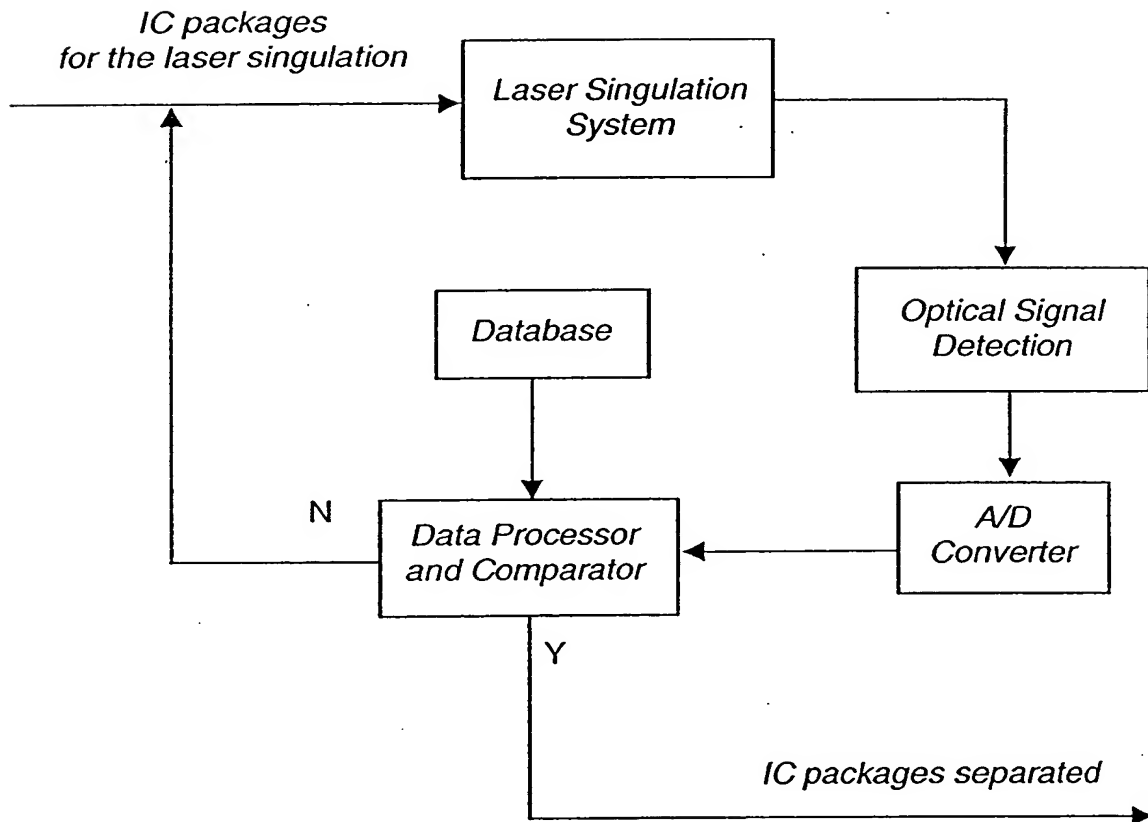 IC packages
for the laser singulation
Laser Singulation
System
Optical Signal
Detection
Database
A/D
Converter
N
Data Processor
and Comparator
Y
IC packages separated